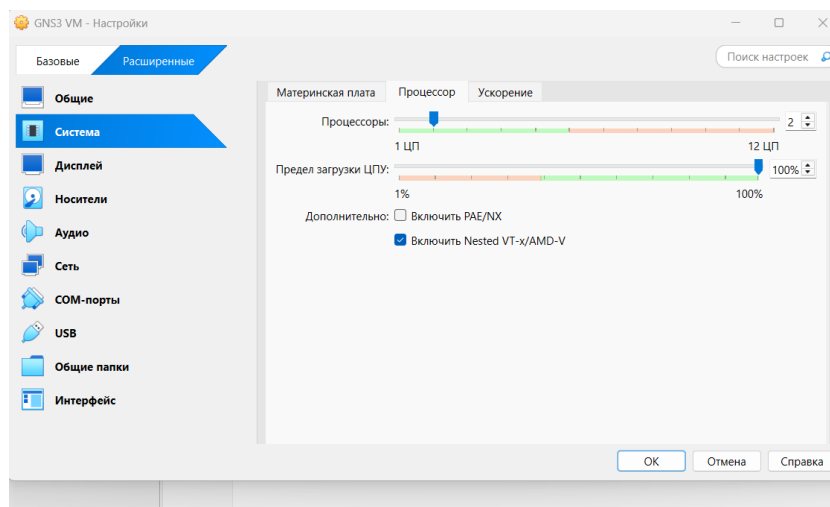 GNS3 VM - Настройки
Базовые Расширенные Поиск настроек
Общие
Система
Дисплей
Носители
Аудио
Сеть
COM-порты
USB
Общие папки
Интерфейс
Материнская плата Процессор Ускорение
Процессоры: 2
1 ЦП 12 ЦП
Предел загрузки ЦПУ: 100%
1% 100%
Дополнительно: Включить PAE/NX
Включить Nested VT-x/AMD-V
ОК Отмена Справка